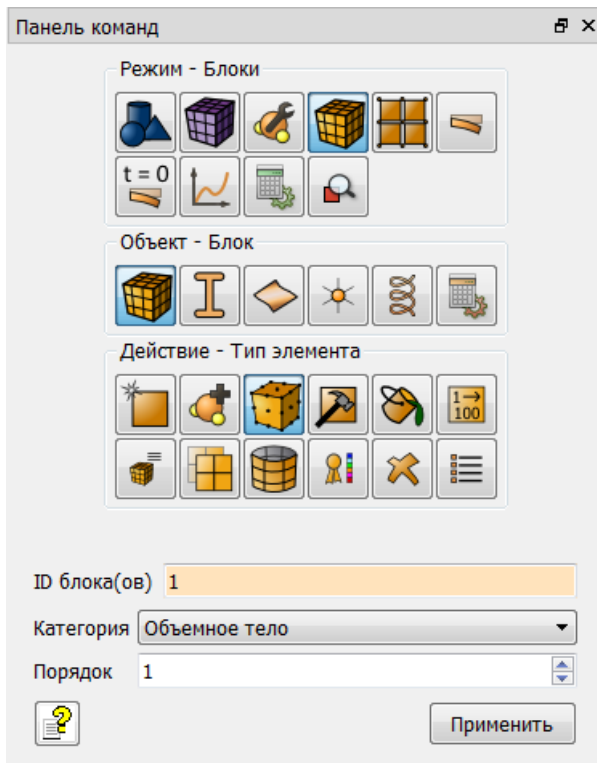 Панель команд
Режим - Блоки
t = 0
Объект - Блок
Действие - Тип элемента
1→
100
ID блока(ов) 1
Категория Объемное тело
Порядок 1
Применить